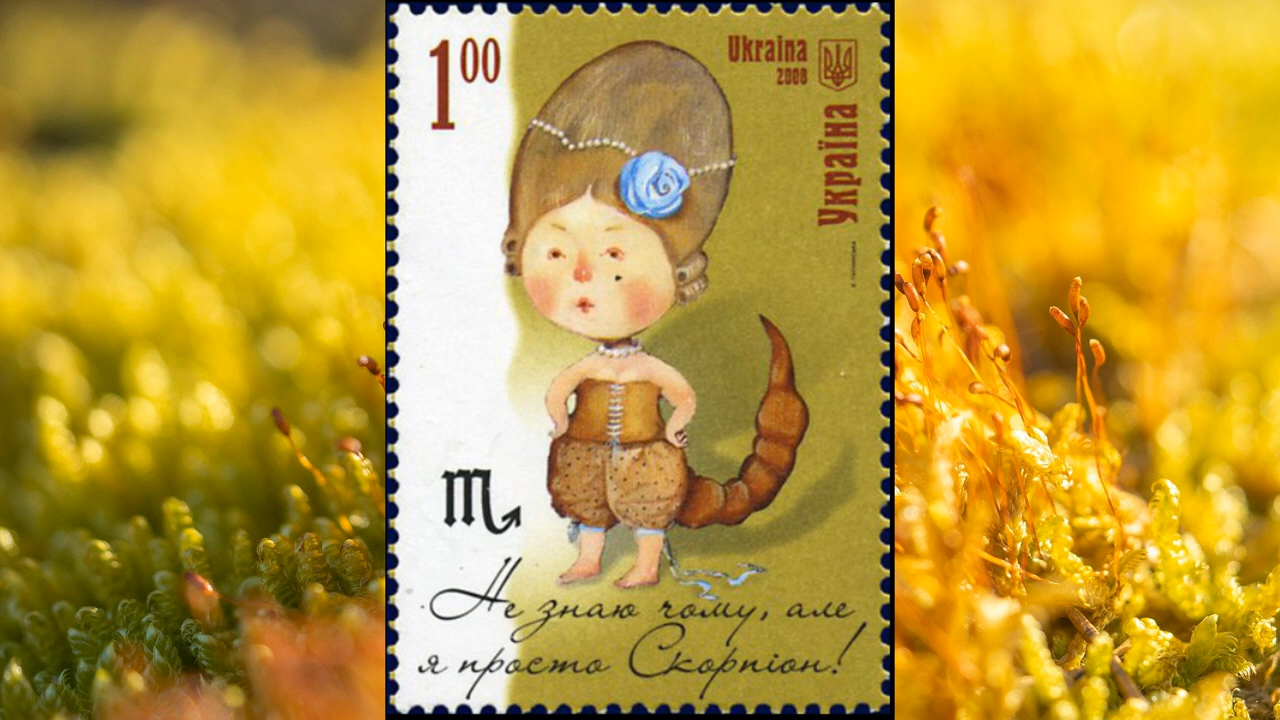 1 00
Ukraina
2008
Україна
Не знаю чому, але
я просто Скорпіон!